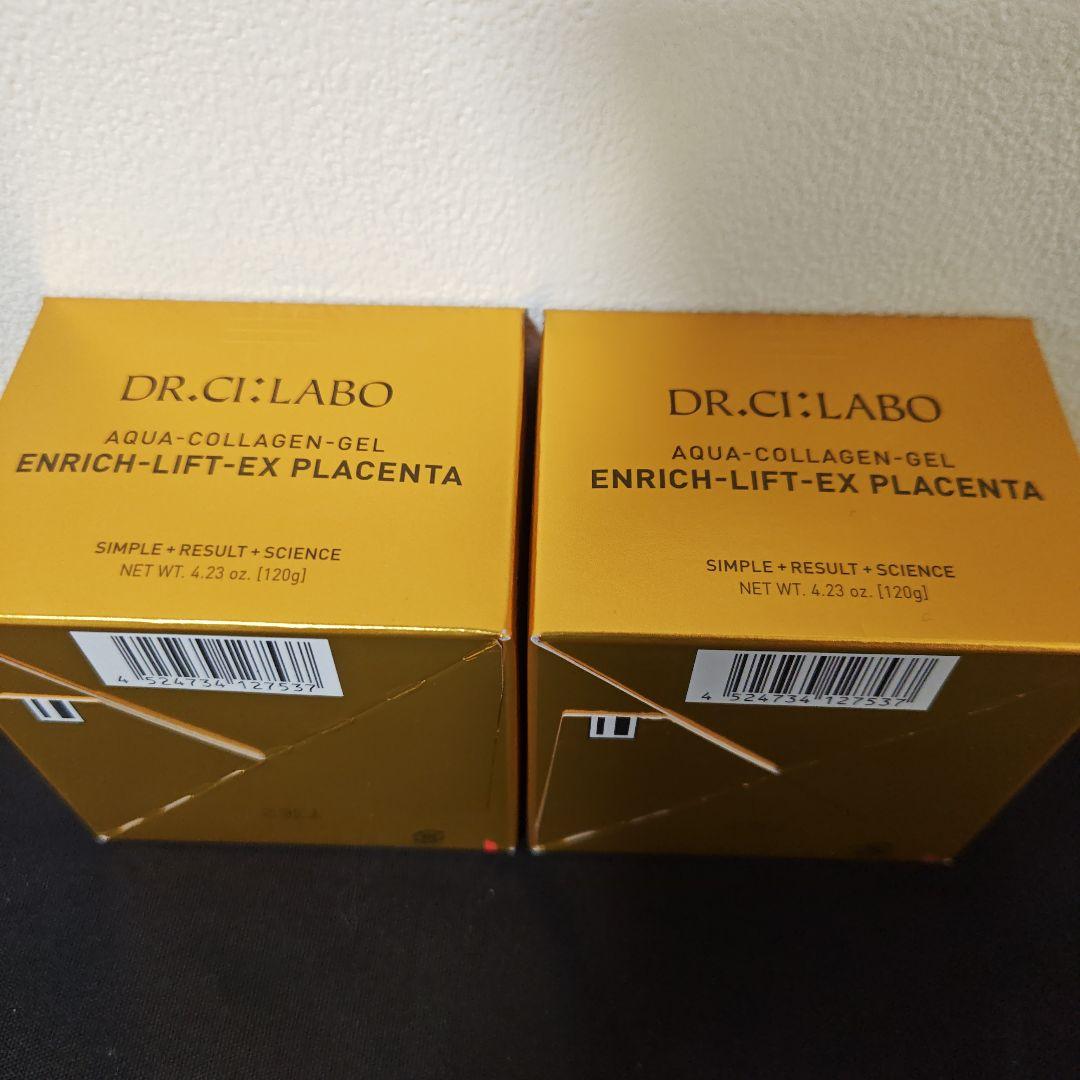 DR.CI:LABO
AQUA-COLLAGEN-GEL
ENRICH-LIFT-EX PLACENTA
SIMPLE+RESULT+SCIENCE
NET WT. 4.23 oz. [120g]
4 524734 127537
DR.CI:LABO
AQUA-COLLAGEN-GEL
ENRICH-LIFT-EX PLACENTA
SIMPLE+RESULT+SCIENCE
NET WT. 4.23 oz. [120g]
4 524734 127537